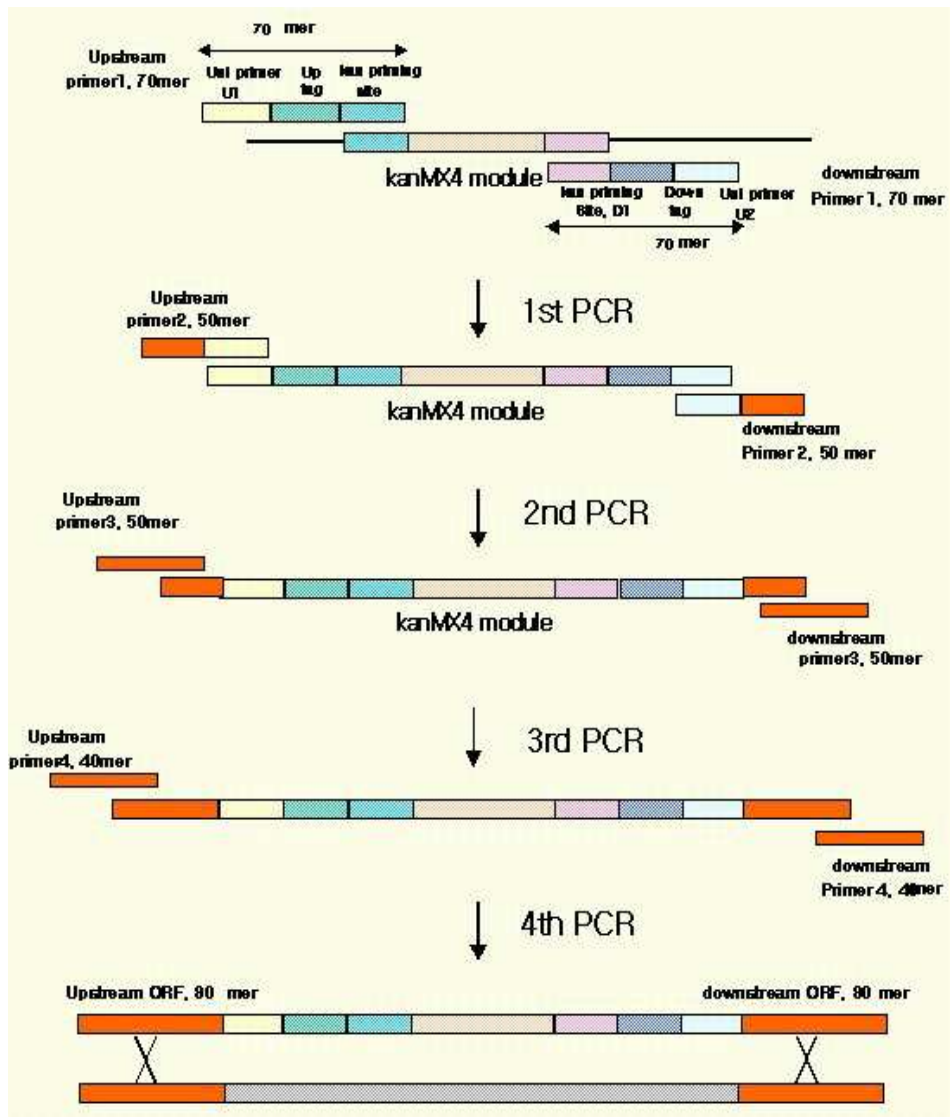 70 mer
Upstream
primer1, 70mer
Uni primer
U1
Up
tag
kan priming
site
kanMX4 module
downstream
Primer 1, 70 mer
kan priming
Site, D1
Down
tag
Uni primer
U2
70 mer
1st PCR
Upstream
primer2, 50mer
kanMX4 module
downstream
Primer 2, 50 mer
2nd PCR
Upstream
primer3, 50mer
kanMX4 module
downstream
primer3, 50mer
3rd PCR
Upstream
primer4, 40mer
downstream
Primer 4, 40mer
4th PCR
Upstream ORF, 80 mer
downstream ORF, 80 mer